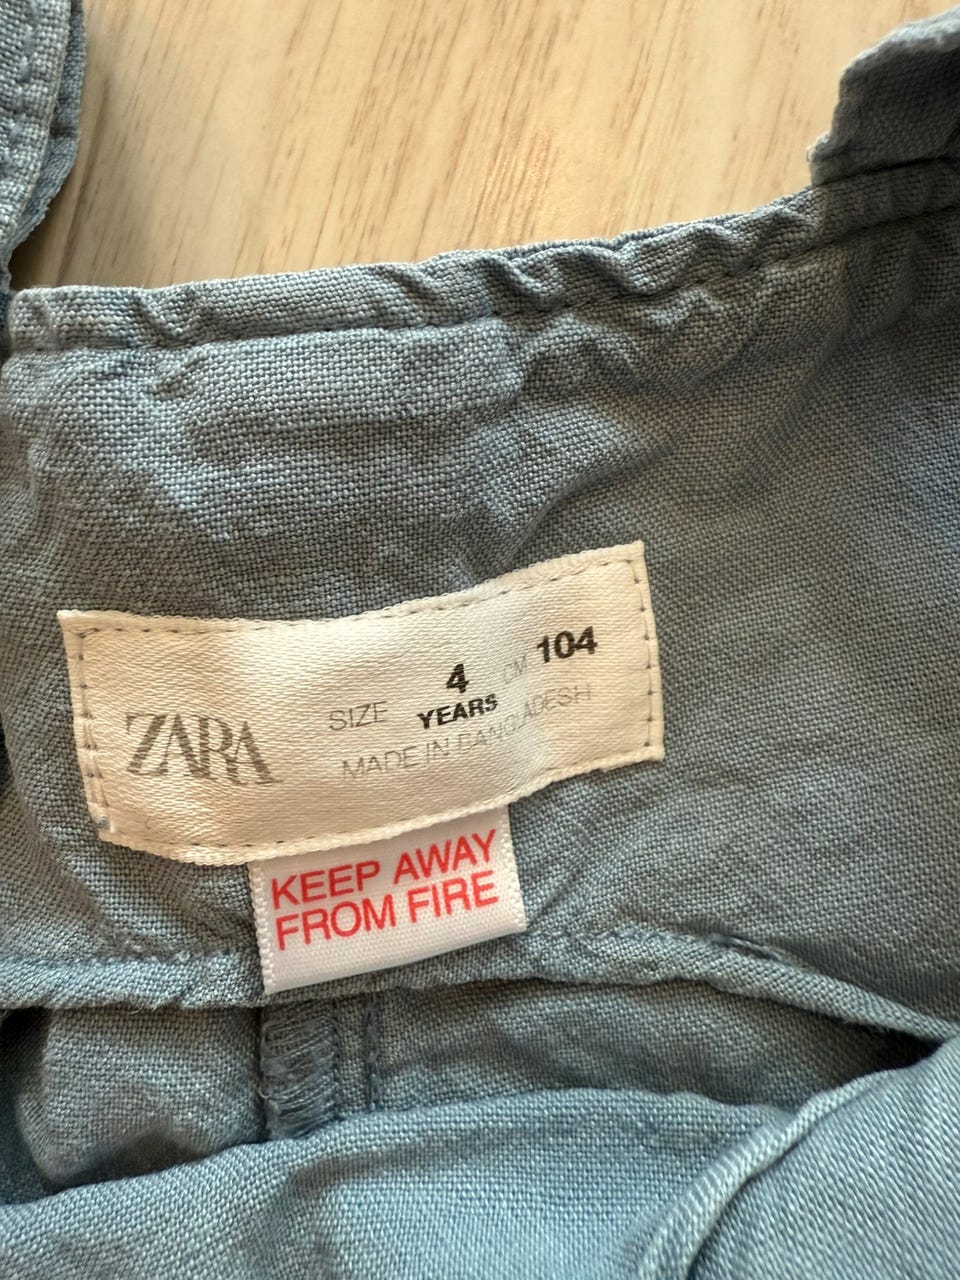 ZARA
SIZE 4 YEARS CM 104
MADE IN BANGLADESH
KEEP AWAY
FROM FIRE